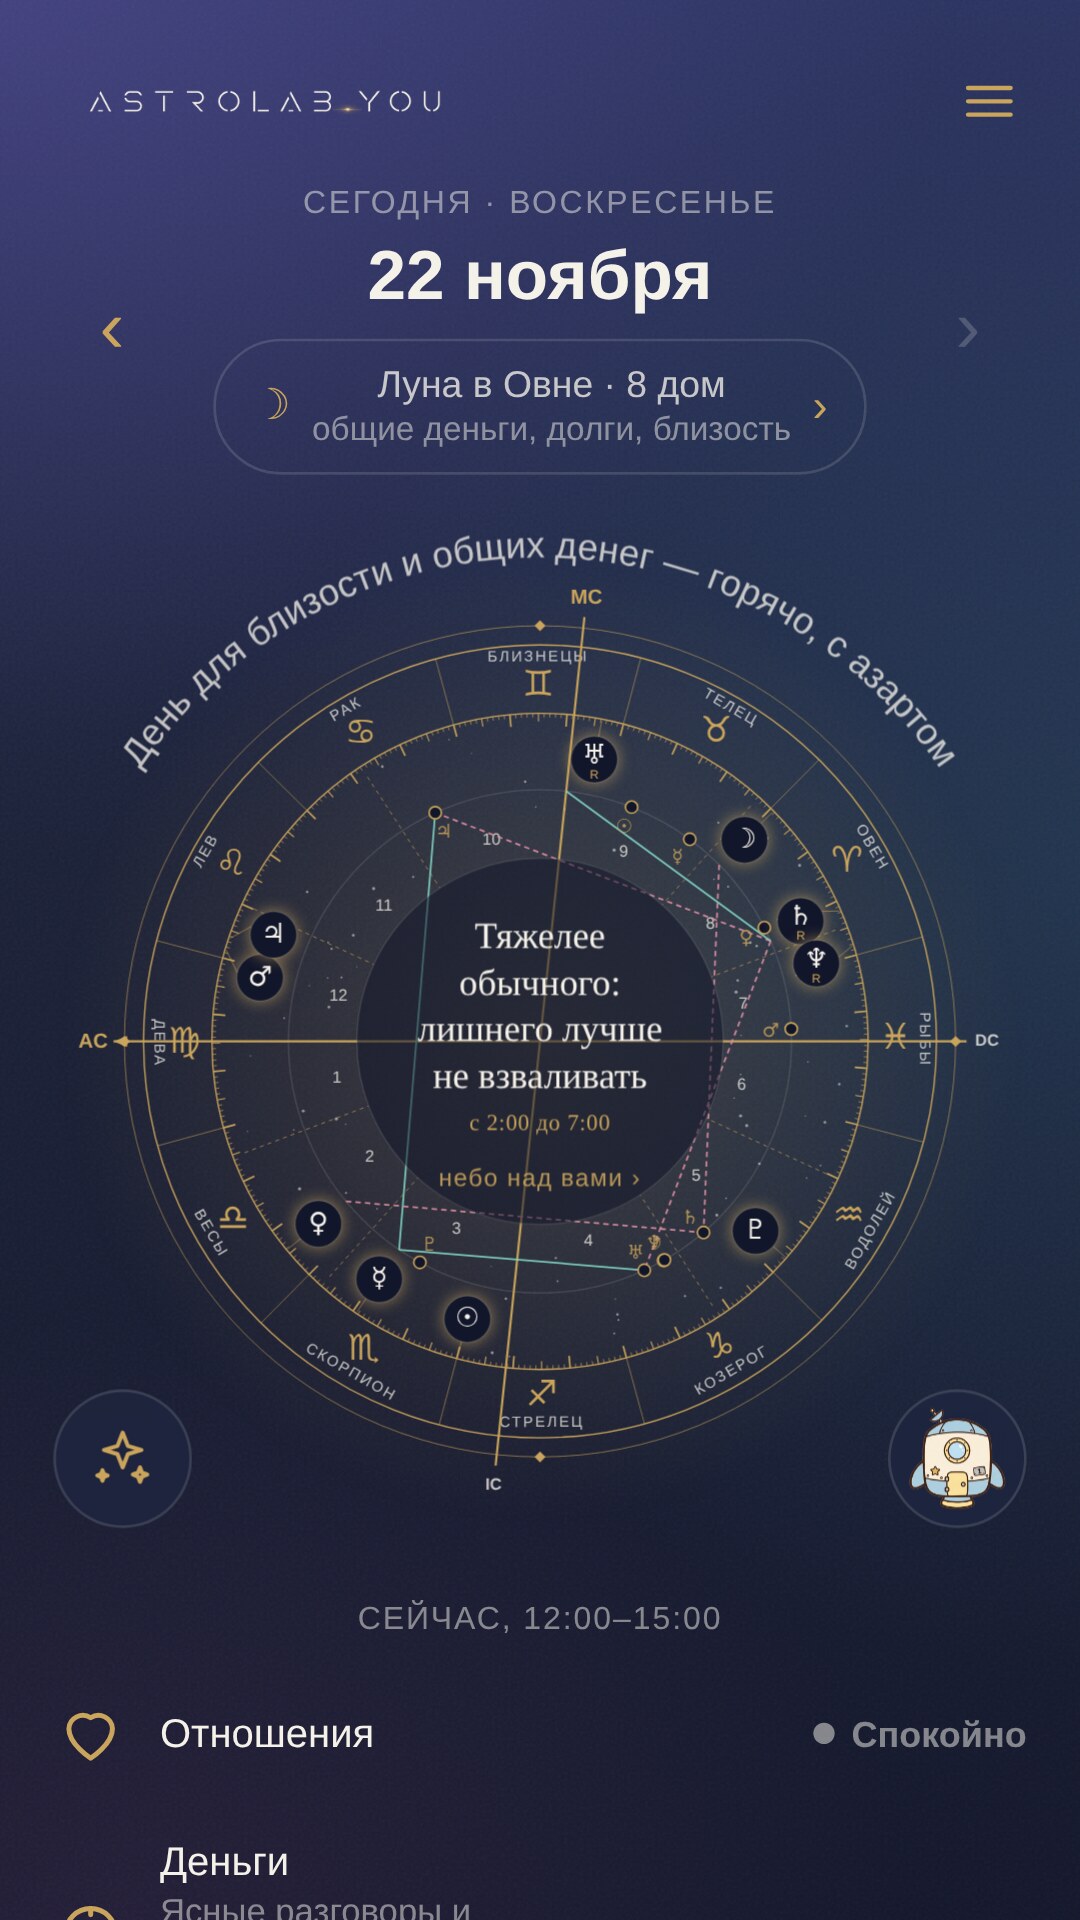 ASTROLAB.YOU
СЕГОДНЯ · ВОСКРЕСЕНЬЕ
22 ноября
Луна в Овне · 8 дом
общие деньги, долги, близость
День для близости и общих денег — горячо, с азартом
MC
БЛИЗНЕЦЫ
РАК
ТЕЛЕЦ
ЛЕВ
ОВЕН
R
10
9
11
8
R
R
12
7
AC
ДЕВА
РЫБЫ
DC
Тяжелее
обычного:
лишнего лучше
не взваливать
с 2:00 до 7:00
небо над вами ›
1
6
2
5
3
4
ВЕСЫ
ВОДОЛЕЙ
СКОРПИОН
КОЗЕРОГ
СТРЕЛЕЦ
IC
СЕЙЧАС, 12:00–15:00
Отношения
Спокойно
Деньги
Ясные разговоры и